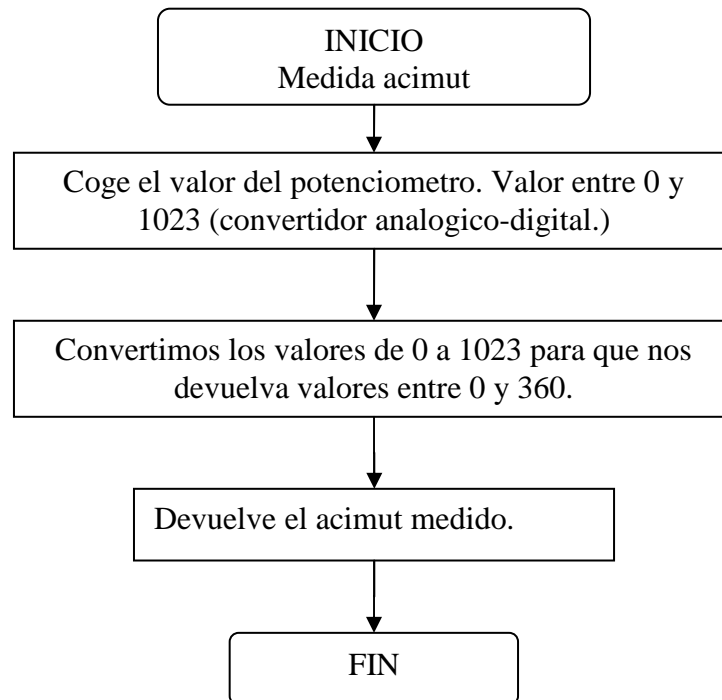 INICIO
Medida acimut
Coge el valor del potenciometro. Valor entre 0 y
1023 (convertidor analogico-digital.)
Convertimos los valores de 0 a 1023 para que nos
devuelva valores entre 0 y 360.
Devuelve el acimut medido.
FIN